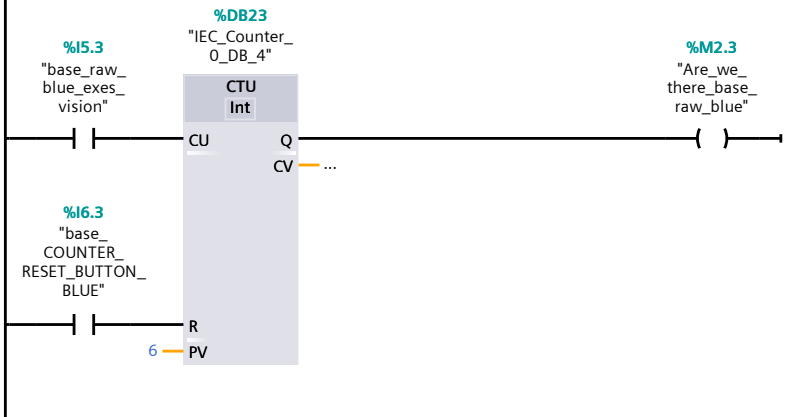 %DB23
"IEC_Counter_
0_DB_4"
%I5.3
"base_raw_
blue_exes_
vision"
%M2.3
"Are_we_
there_base_
raw_blue"
CTU
Int
CU
Q
CV
...
%I6.3
"base_
COUNTER_
RESET_BUTTON_
BLUE"
R
6
PV